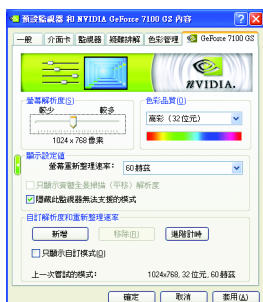 預設監視器 和 NVIDIA GeForce 7100 GS 內容
一般 介面卡 監視器 疑難排解 色彩管理 GeForce 7100 GS
NVIDIA.
螢幕解析度(S)
較少 較多
1024 x 768 像素
色彩品質(Q)
高彩（32 位元）
顯示設定值
螢幕重新整理速率: 60 赫茲
只顯示實體全景掃描（平移）解析度
隱藏此監視器無法支援的模式
自訂解析度和重新整理速率
新增 移除(R) 進階計時
只顯示自訂模式(O)
上一次嘗試的模式: 1024x768, 32 位元, 60 赫茲
確定 取消 套用(A)